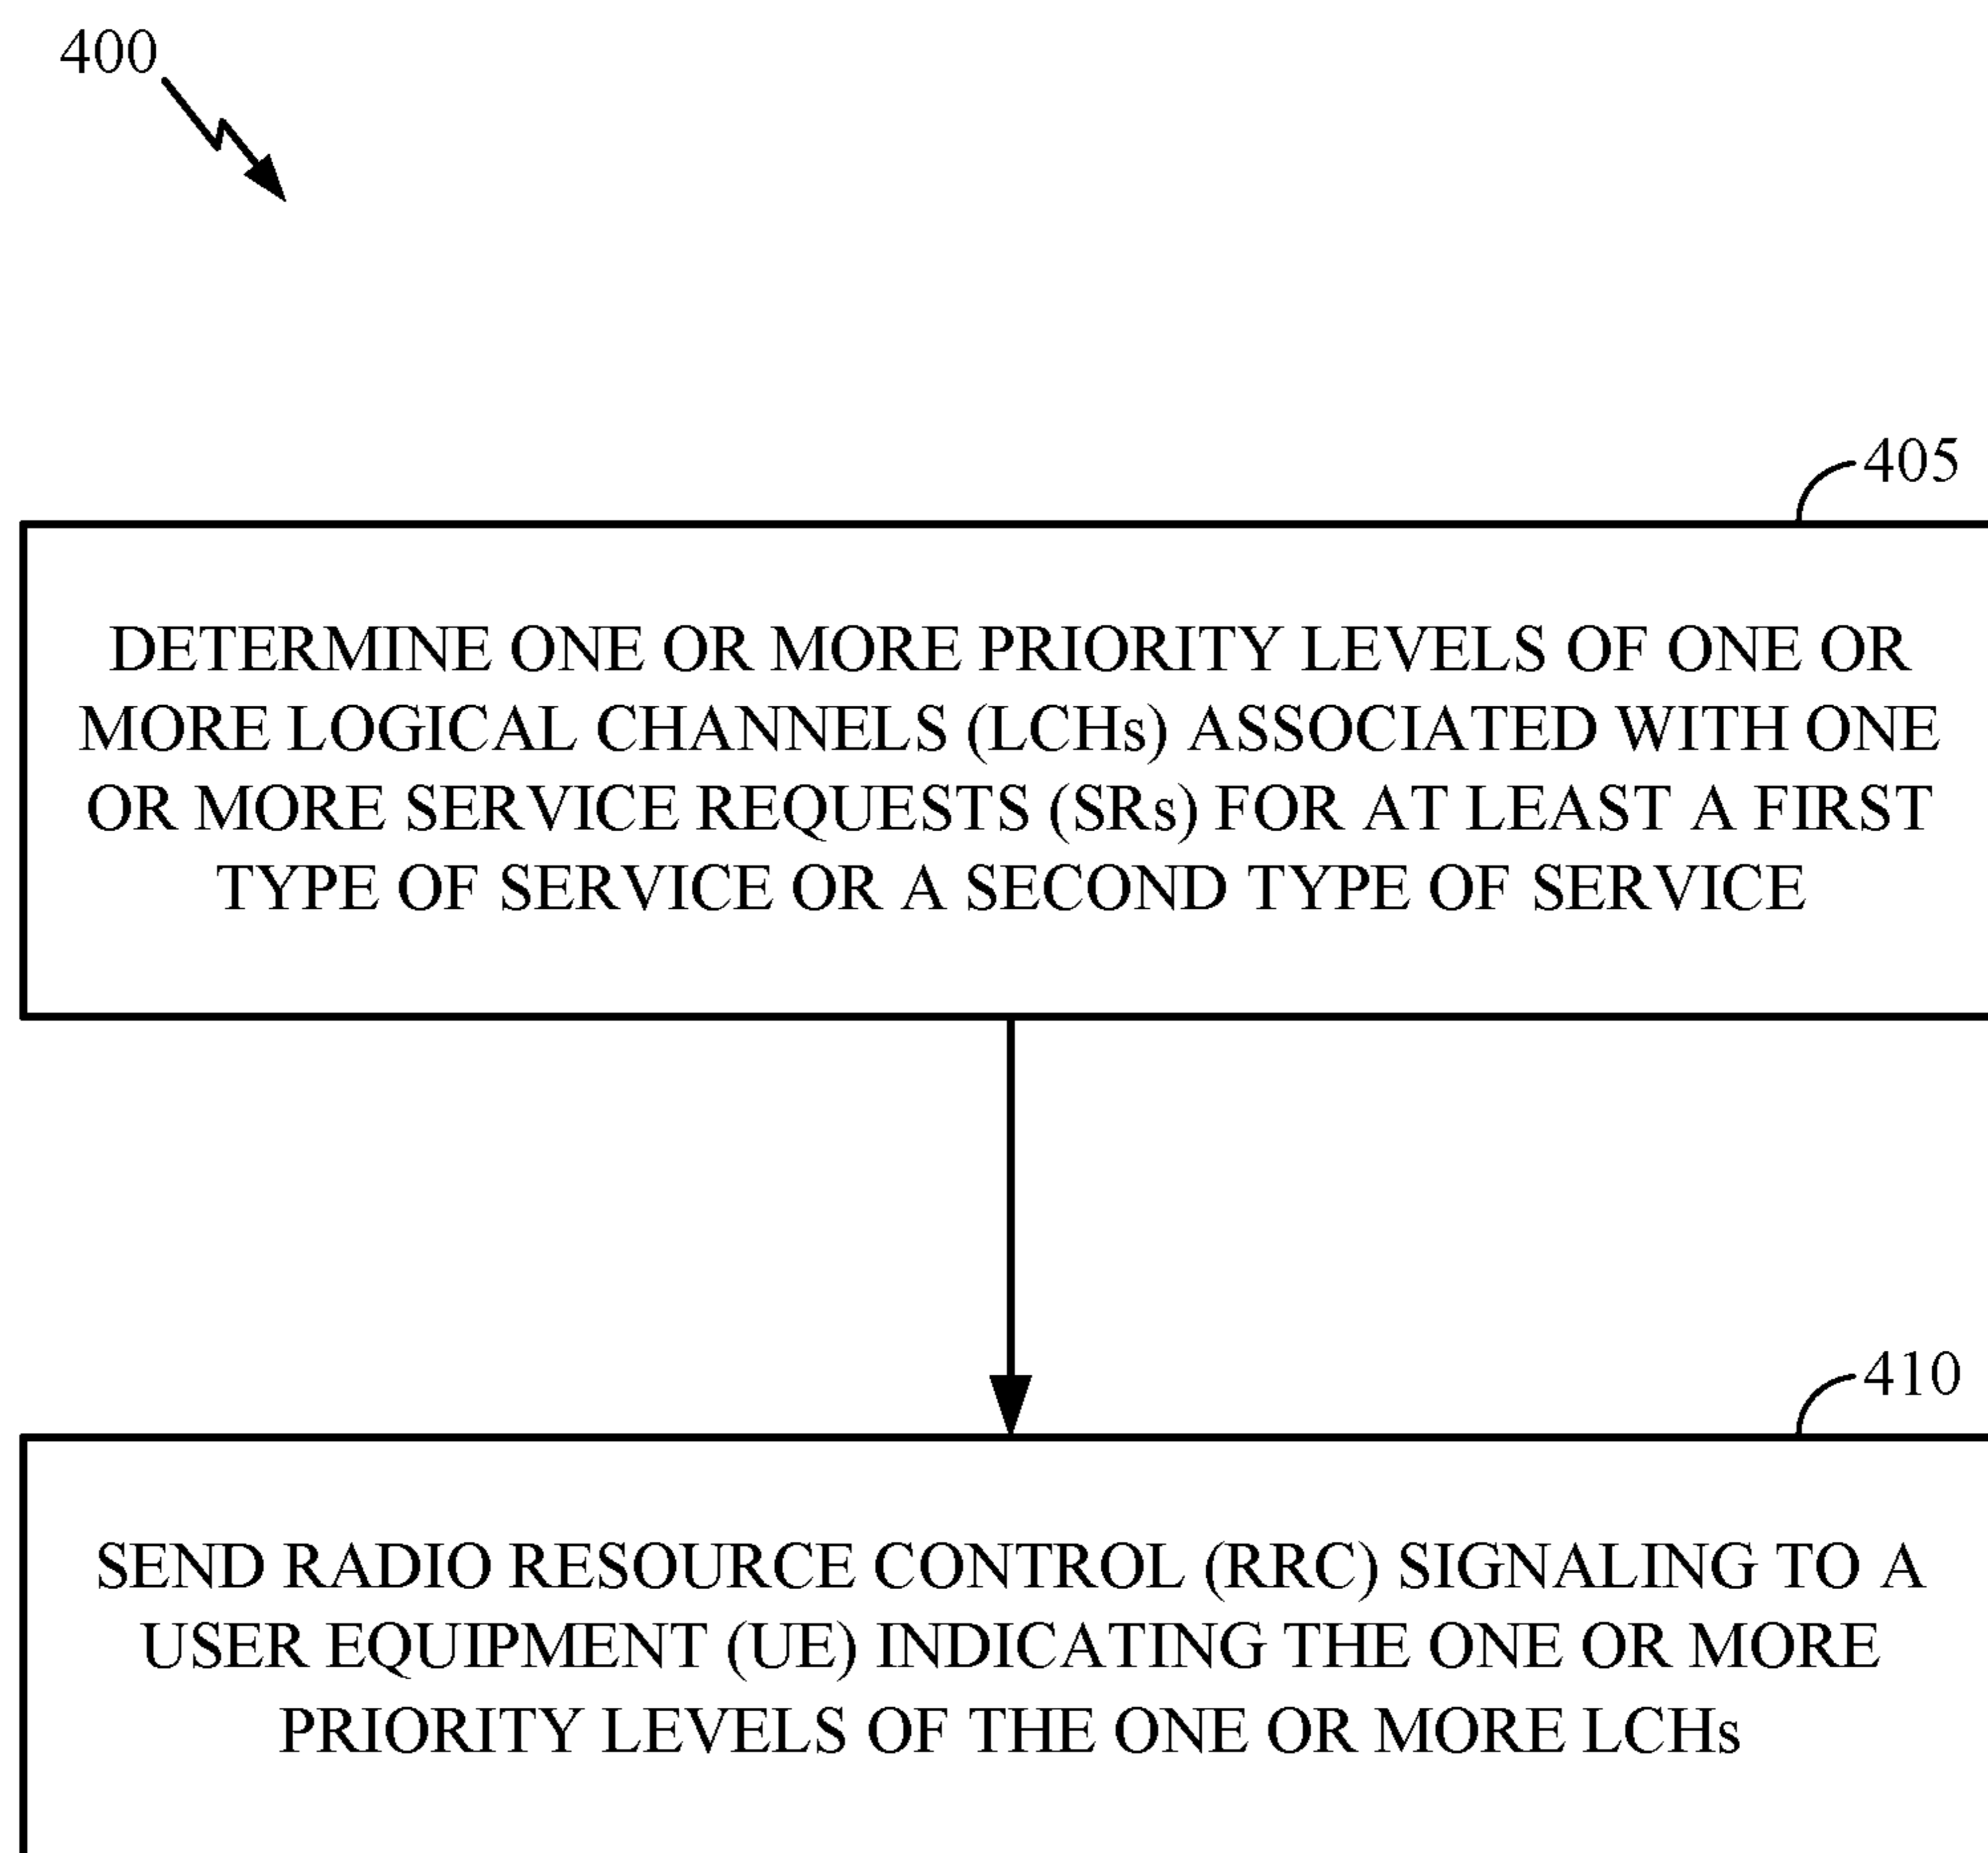 400
405
DETERMINE ONE OR MORE PRIORITY LEVELS OF ONE OR
MORE LOGICAL CHANNELS (LCHs) ASSOCIATED WITH ONE
OR MORE SERVICE REQUESTS (SRs) FOR AT LEAST A FIRST
TYPE OF SERVICE OR A SECOND TYPE OF SERVICE
410
SEND RADIO RESOURCE CONTROL (RRC) SIGNALING TO A
USER EQUIPMENT (UE) INDICATING THE ONE OR MORE
PRIORITY LEVELS OF THE ONE OR MORE LCHs